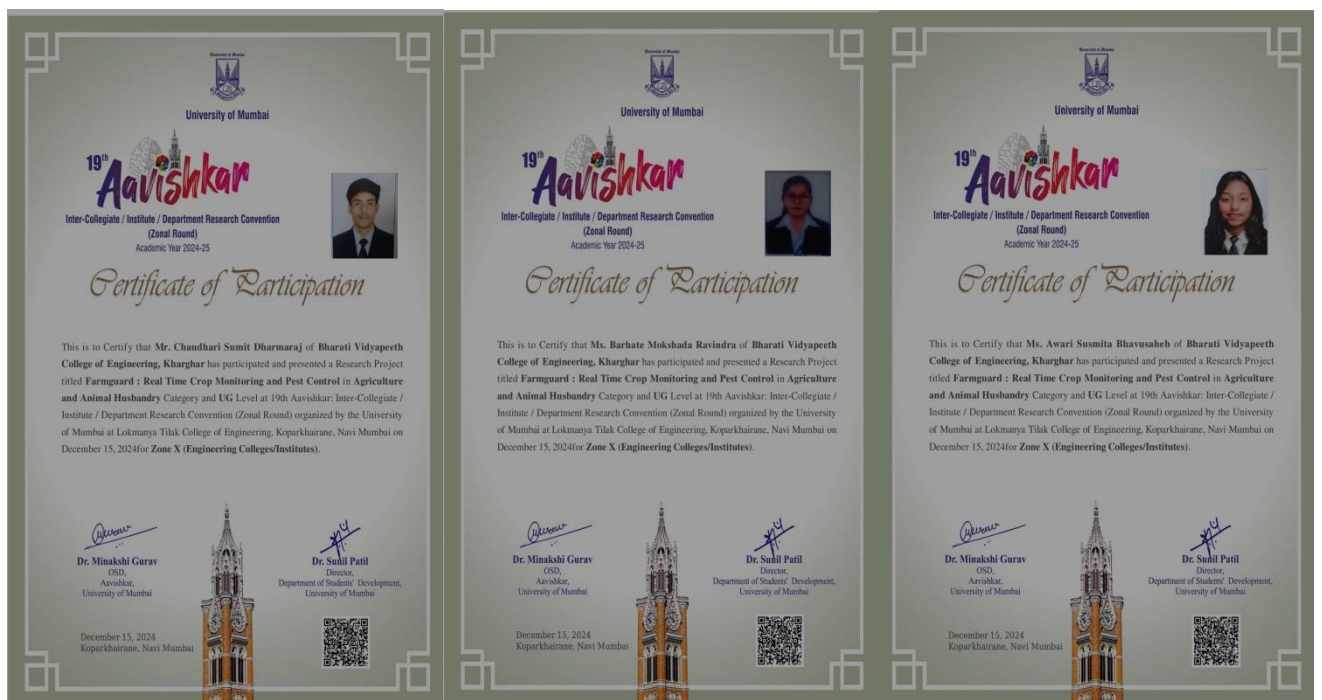 University of Mumbai
University of Mumbai
19th
Aavishkar
Inter-Collegiate / Institute / Department Research Convention
(Zonal Round)
Academic Year 2024-25
Certificate of Participation
This is to Certify that Mr. Chaudhari Sumit Dharmaraj of Bharati Vidyapeeth
College of Engineering, Kharghar has participated and presented a Research Project
titled Farmguard : Real Time Crop Monitoring and Pest Control in Agriculture
and Animal Husbandry Category and UG Level at 19th Aavishkar: Inter-Collegiate /
Institute / Department Research Convention (Zonal Round) organized by the University
of Mumbai at Lokmanya Tilak College of Engineering, Koparkhairane, Navi Mumbai on
December 15, 2024for Zone X (Engineering Colleges/Institutes).
Dr. Minakshi Gurav
OSD,
Aavishkar,
University of Mumbai
Dr. Sunil Patil
Director,
Department of Students' Development,
University of Mumbai
December 15, 2024
Koparkhairane, Navi Mumbai
University of Mumbai
University of Mumbai
19th
Aavishkar
Inter-Collegiate / Institute / Department Research Convention
(Zonal Round)
Academic Year 2024-25
Certificate of Participation
This is to Certify that Ms. Barhate Mokshada Ravindra of Bharati Vidyapeeth
College of Engineering, Kharghar has participated and presented a Research Project
titled Farmguard : Real Time Crop Monitoring and Pest Control in Agriculture
and Animal Husbandry Category and UG Level at 19th Aavishkar: Inter-Collegiate /
Institute / Department Research Convention (Zonal Round) organized by the University
of Mumbai at Lokmanya Tilak College of Engineering, Koparkhairane, Navi Mumbai on
December 15, 2024for Zone X (Engineering Colleges/Institutes).
Dr. Minakshi Gurav
OSD,
Aavishkar,
University of Mumbai
Dr. Sunil Patil
Director,
Department of Students' Development,
University of Mumbai
December 15, 2024
Koparkhairane, Navi Mumbai
University of Mumbai
University of Mumbai
19th
Aavishkar
Inter-Collegiate / Institute / Department Research Convention
(Zonal Round)
Academic Year 2024-25
Certificate of Participation
This is to Certify that Ms. Awari Susmita Bhavusaheb of Bharati Vidyapeeth
College of Engineering, Kharghar has participated and presented a Research Project
titled Farmguard : Real Time Crop Monitoring and Pest Control in Agriculture
and Animal Husbandry Category and UG Level at 19th Aavishkar: Inter-Collegiate /
Institute / Department Research Convention (Zonal Round) organized by the University
of Mumbai at Lokmanya Tilak College of Engineering, Koparkhairane, Navi Mumbai on
December 15, 2024for Zone X (Engineering Colleges/Institutes).
Dr. Minakshi Gurav
OSD,
Aavishkar,
University of Mumbai
Dr. Sunil Patil
Director,
Department of Students' Development,
University of Mumbai
December 15, 2024
Koparkhairane, Navi Mumbai